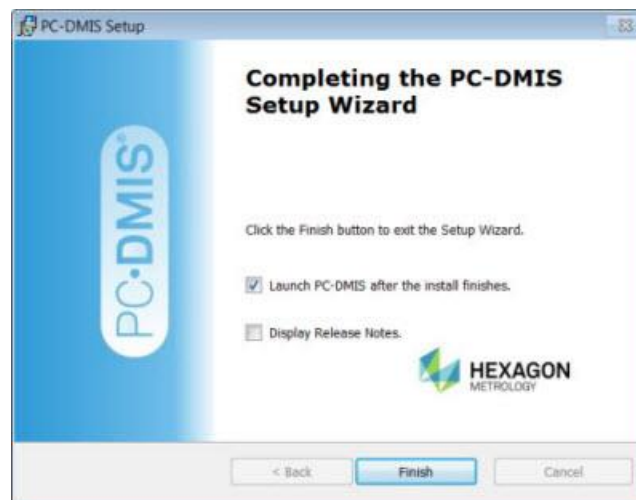 PC-DMIS Setup
Completing the PC-DMIS
Setup Wizard
PC•DMIS®
Click the Finish button to exit the Setup Wizard.
Launch PC-DMIS after the install finishes.
Display Release Notes.
HEXAGON
METROLOGY
< Back
Finish
Cancel